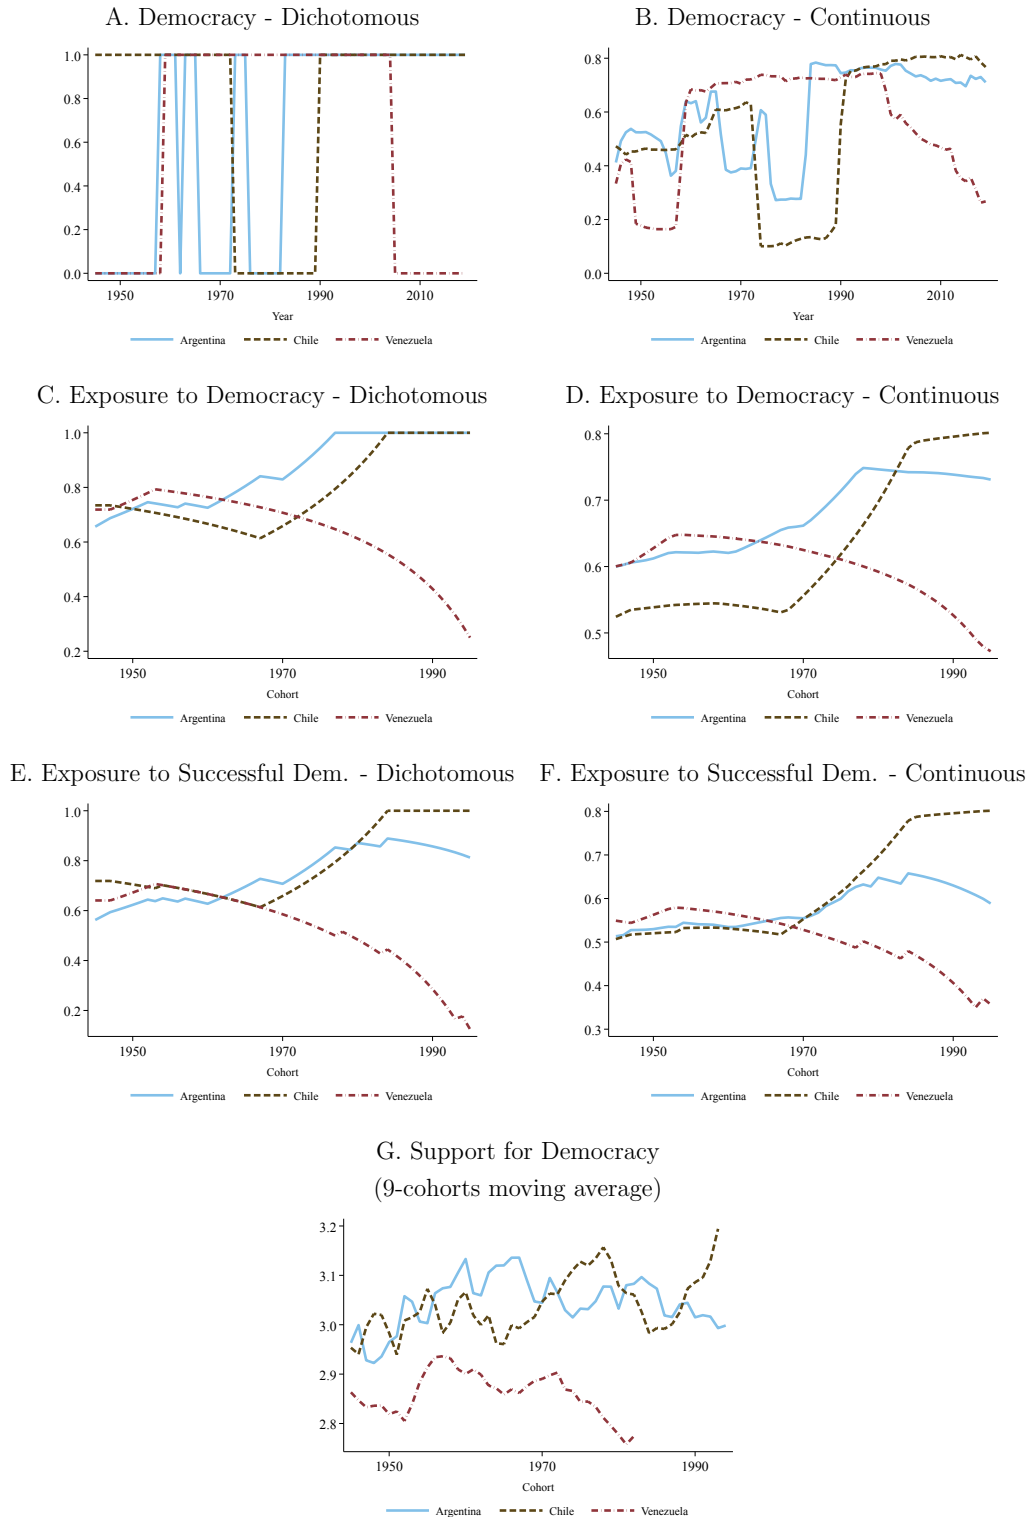 A. Democracy - Dichotomous
1.0
0.8
0.6
0.4
0.2
0.0
1950 1970 1990 2010
Year
Argentina Chile Venezuela
B. Democracy - Continuous
0.8
0.6
0.4
0.2
0.0
1950 1970 1990 2010
Year
Argentina Chile Venezuela
C. Exposure to Democracy - Dichotomous
1.0
0.8
0.6
0.4
0.2
1950 1970 1990
Cohort
Argentina Chile Venezuela
D. Exposure to Democracy - Continuous
0.8
0.7
0.6
0.5
1950 1970 1990
Cohort
Argentina Chile Venezuela
E. Exposure to Successful Dem. - Dichotomous
1.0
0.8
0.6
0.4
0.2
1950 1970 1990
Cohort
Argentina Chile Venezuela
F. Exposure to Successful Dem. - Continuous
0.8
0.7
0.6
0.5
0.4
0.3
1950 1970 1990
Cohort
Argentina Chile Venezuela
G. Support for Democracy
(9-cohorts moving average)
3.2
3.1
3.0
2.9
2.8
1950 1970 1990
Cohort
Argentina Chile Venezuela